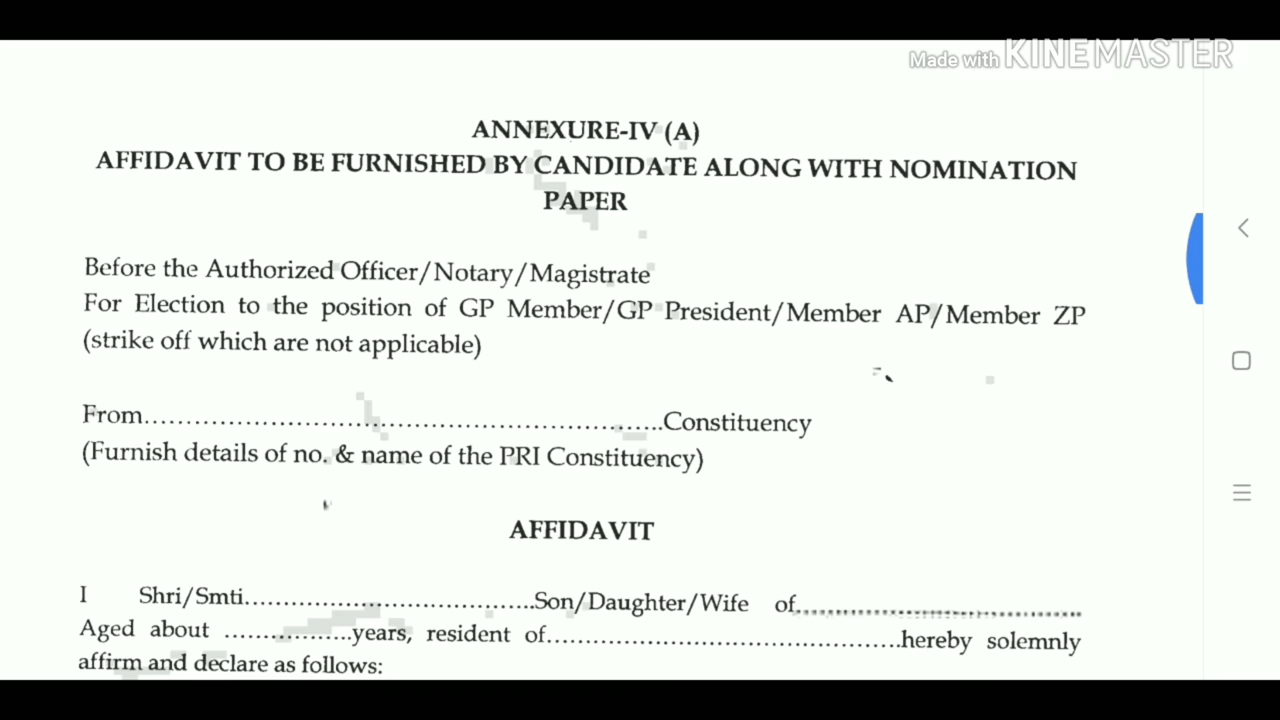 Made with KINEMASTER
ANNEXURE-IV (A)
AFFIDAVIT TO BE FURNISHED BY CANDIDATE ALONG WITH NOMINATION
PAPER
Before the Authorized Officer/Notary/Magistrate
For Election to the position of GP Member/GP President/Member AP/Member ZP
(strike off which are not applicable)
From..............................................................Constituency
(Furnish details of no. & name of the PRI Constituency)
AFFIDAVIT
I Shri/Smti...................................Son/Daughter/Wife of..................................
Aged about ................years, resident of...........................................hereby solemnly
affirm and declare as follows: